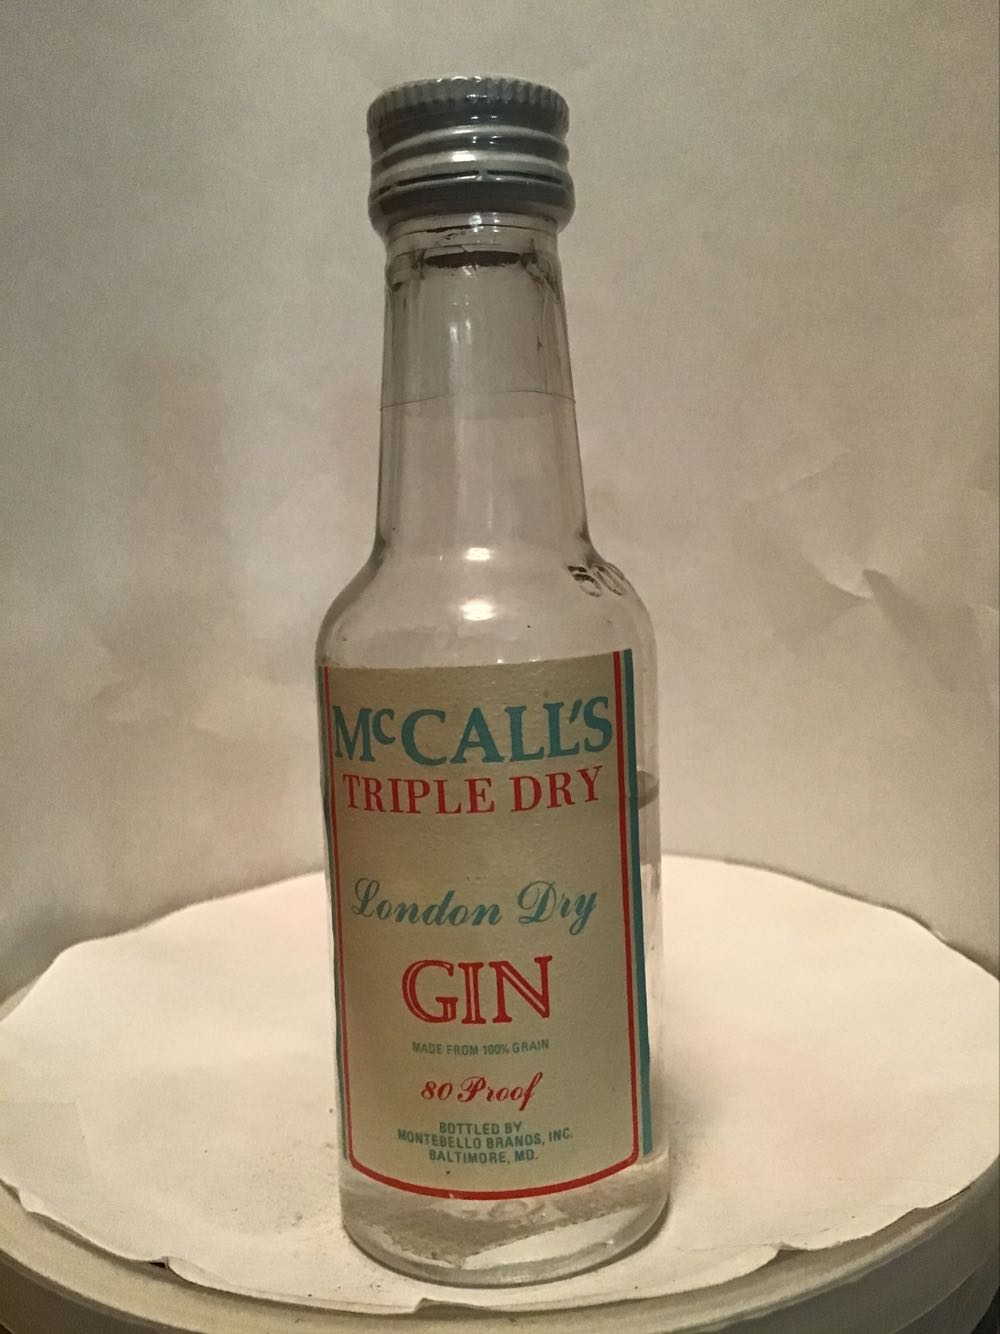 McCALL'S
TRIPLE DRY
London Dry
GIN
MADE FROM 100% GRAIN
80 Proof
BOTTLED BY
MONTEBELLO BRANDS, INC.
BALTIMORE, MD.